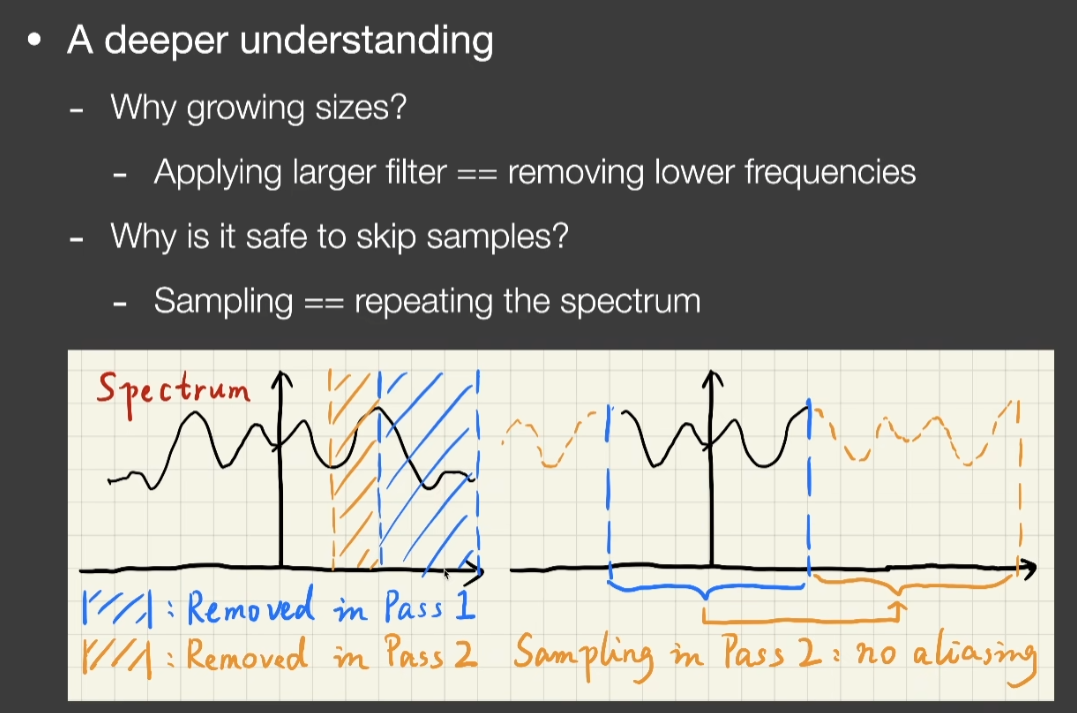 • A deeper understanding
- Why growing sizes?
- Applying larger filter == removing lower frequencies
- Why is it safe to skip samples?
- Sampling == repeating the spectrum
Spectrum
: Removed in Pass 1
: Removed in Pass 2
Sampling in Pass 2: no aliasing